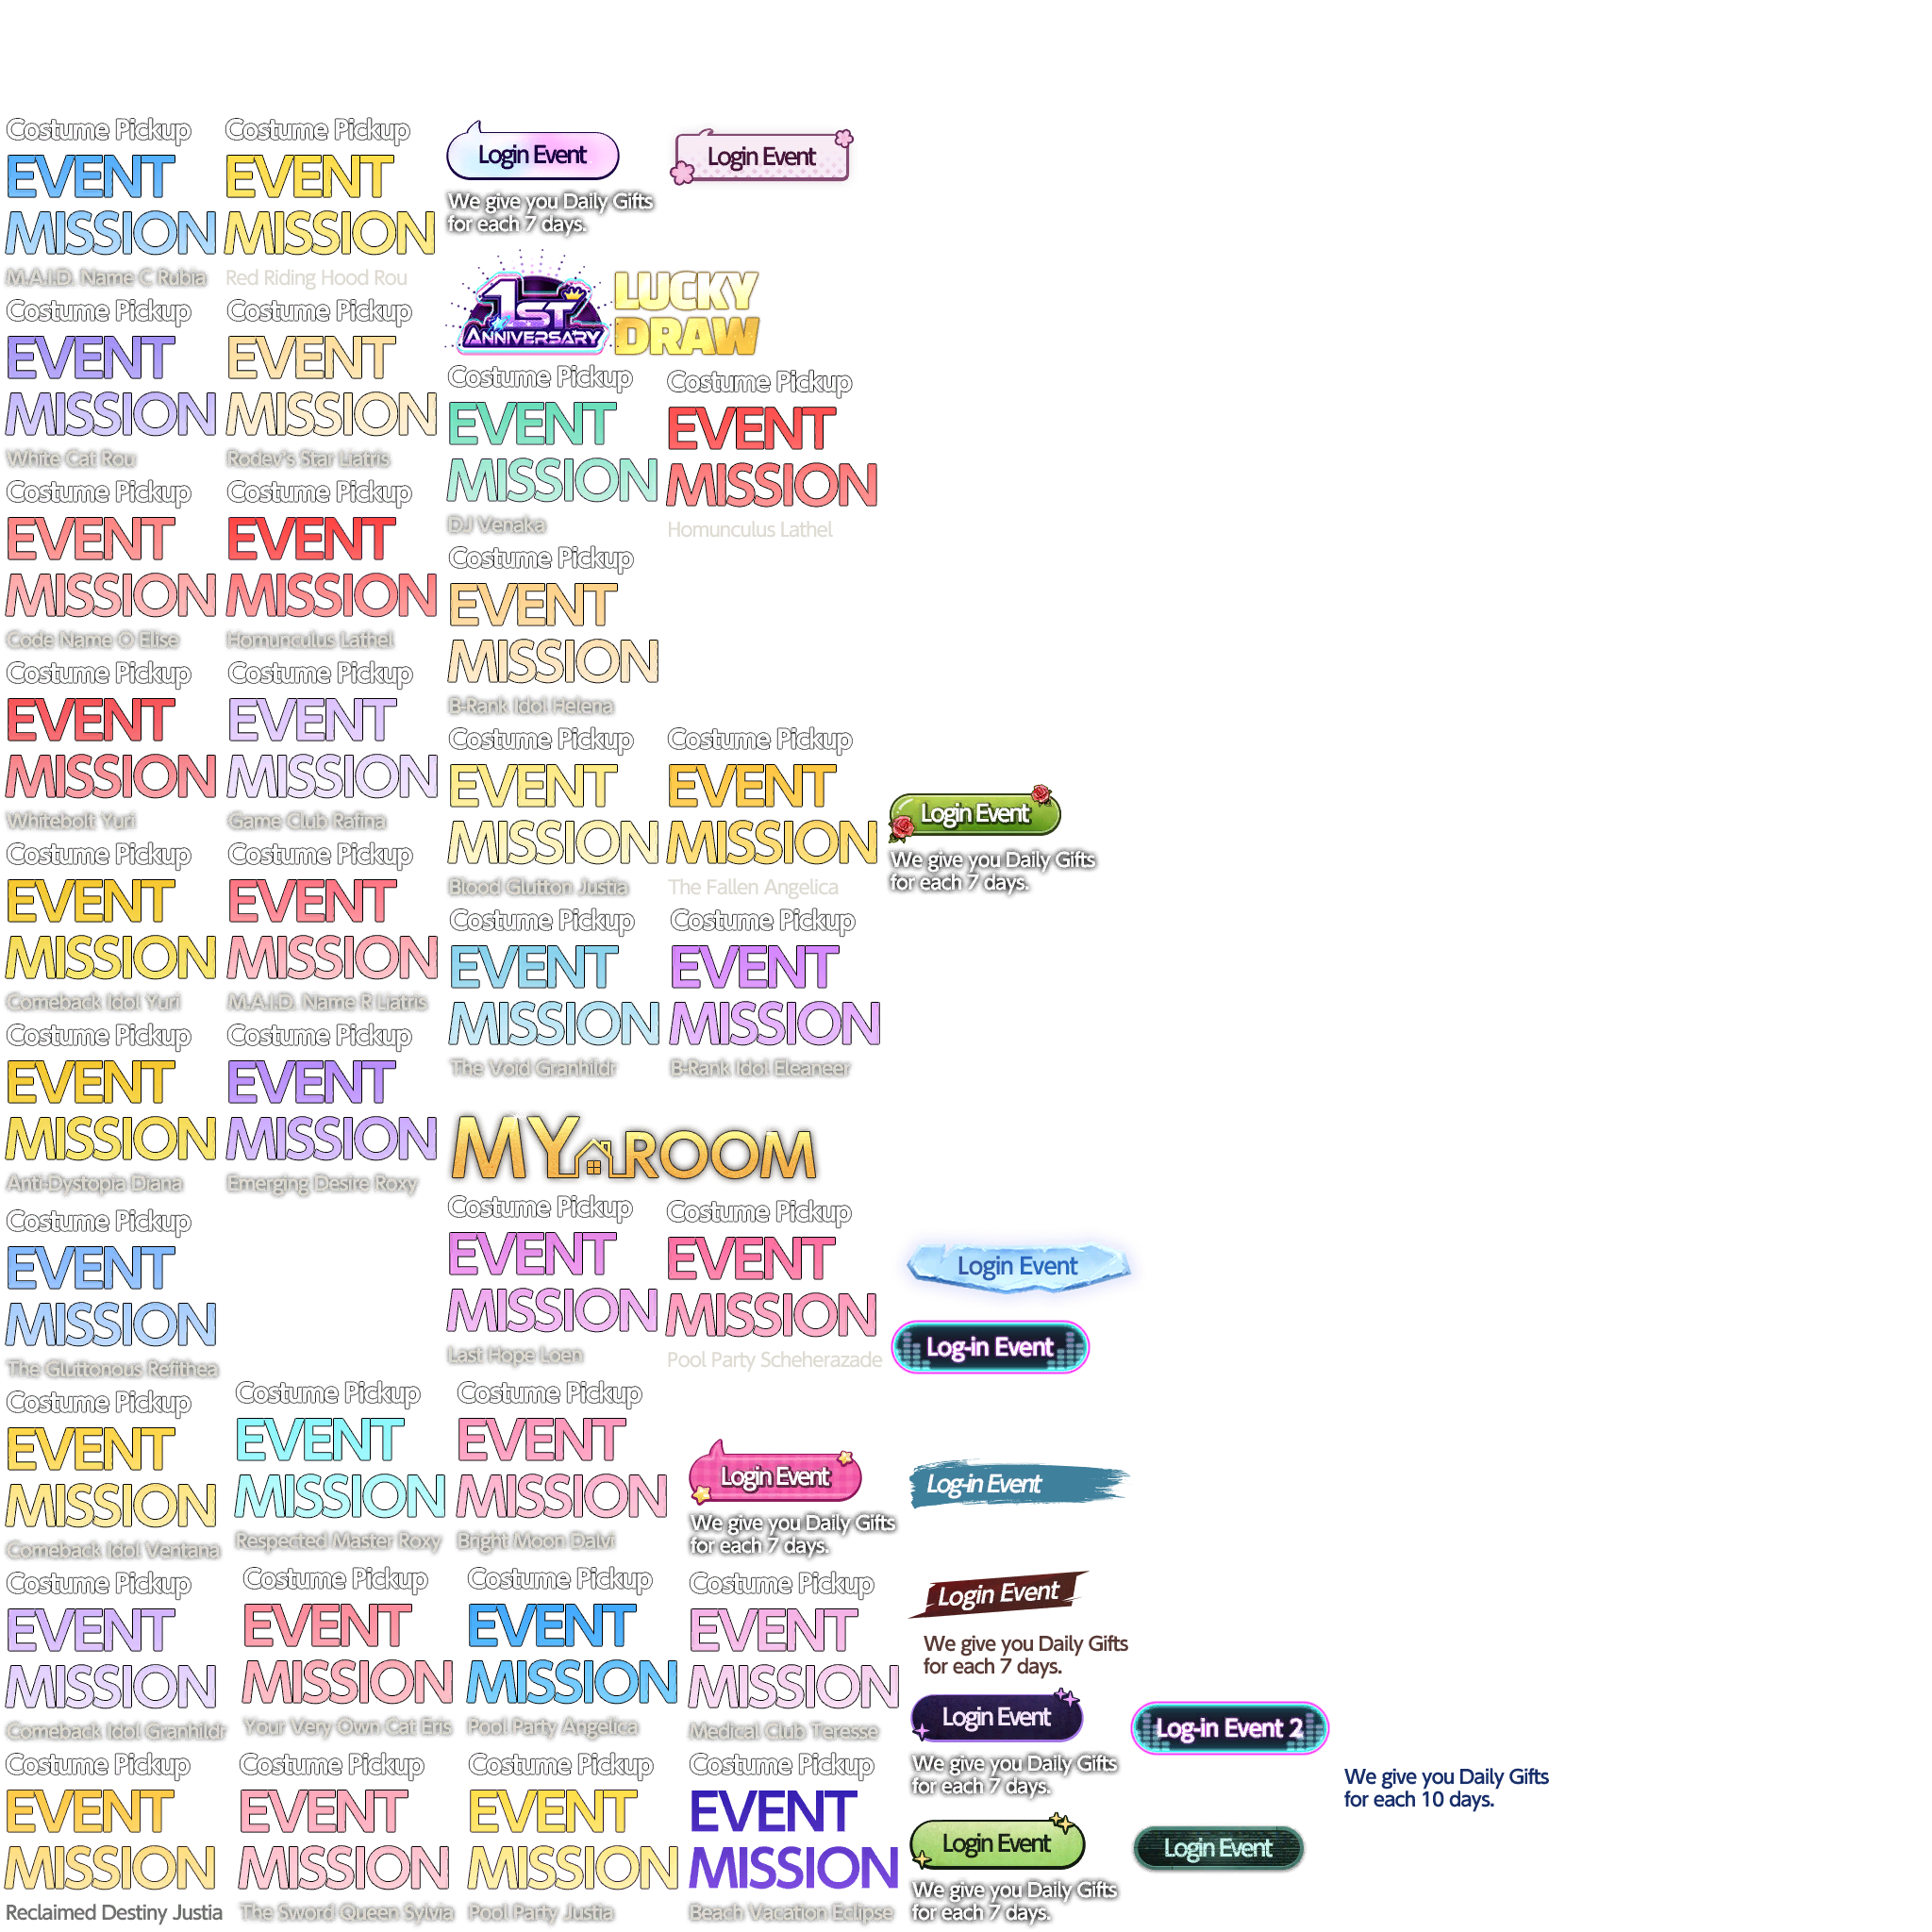 Costume Pickup
EVENT
MISSION
M.A.I.D. Name C Rubia
Costume Pickup
EVENT
MISSION
White Cat Rou
Costume Pickup
EVENT
MISSION
Code Name O Elise
Costume Pickup
EVENT
MISSION
Whitebolt Yuri
Costume Pickup
EVENT
MISSION
Comeback Idol Yuri
Costume Pickup
EVENT
MISSION
Anti-Dystopia Diana
Costume Pickup
EVENT
MISSION
The Gluttonous Refithea
Costume Pickup
EVENT
MISSION
Comeback Idol Ventana
Costume Pickup
EVENT
MISSION
Comeback Idol Granhildr
Costume Pickup
EVENT
MISSION
Reclaimed Destiny Justia
Costume Pickup
EVENT
MISSION
Red Riding Hood Rou
Costume Pickup
EVENT
MISSION
Rodev's Star Liatris
Costume Pickup
EVENT
MISSION
Homunculus Lathel
Costume Pickup
EVENT
MISSION
Game Club Rafina
Costume Pickup
EVENT
MISSION
M.A.I.D. Name R Liatris
Costume Pickup
EVENT
MISSION
Emerging Desire Roxy
Costume Pickup
EVENT
MISSION
Respected Master Roxy
Costume Pickup
EVENT
MISSION
Your Very Own Cat Eris
Costume Pickup
EVENT
MISSION
The Sword Queen Sylvia
Login Event
We give you Daily Gifts
for each 7 days.
1ST
ANNIVERSARY
LUCKY
DRAW
Costume Pickup
EVENT
MISSION
DJ Venaka
Costume Pickup
EVENT
MISSION
B-Rank Idol Helena
Costume Pickup
EVENT
MISSION
Blood Glutton Justia
Costume Pickup
EVENT
MISSION
The Void Granhildr
MY ROOM
Costume Pickup
EVENT
MISSION
Last Hope Loen
Costume Pickup
EVENT
MISSION
Bright Moon Dalvi
Costume Pickup
EVENT
MISSION
Pool Party Angelica
Costume Pickup
EVENT
MISSION
Pool Party Justia
Login Event
Costume Pickup
EVENT
MISSION
Homunculus Lathel
Costume Pickup
EVENT
MISSION
The Fallen Angelica
Costume Pickup
EVENT
MISSION
B-Rank Idol Eleaneer
Costume Pickup
EVENT
MISSION
Pool Party Scheherazade
Login Event
We give you Daily Gifts
for each 7 days.
Costume Pickup
EVENT
MISSION
Medical Club Teresse
Costume Pickup
EVENT
MISSION
Beach Vacation Eclipse
Login Event
We give you Daily Gifts
for each 7 days.
Login Event
Log-in Event
Log-in Event
Login Event
We give you Daily Gifts
for each 7 days.
Login Event
We give you Daily Gifts
for each 7 days.
Login Event
We give you Daily Gifts
for each 7 days.
Log-in Event 2
Login Event
We give you Daily Gifts
for each 10 days.